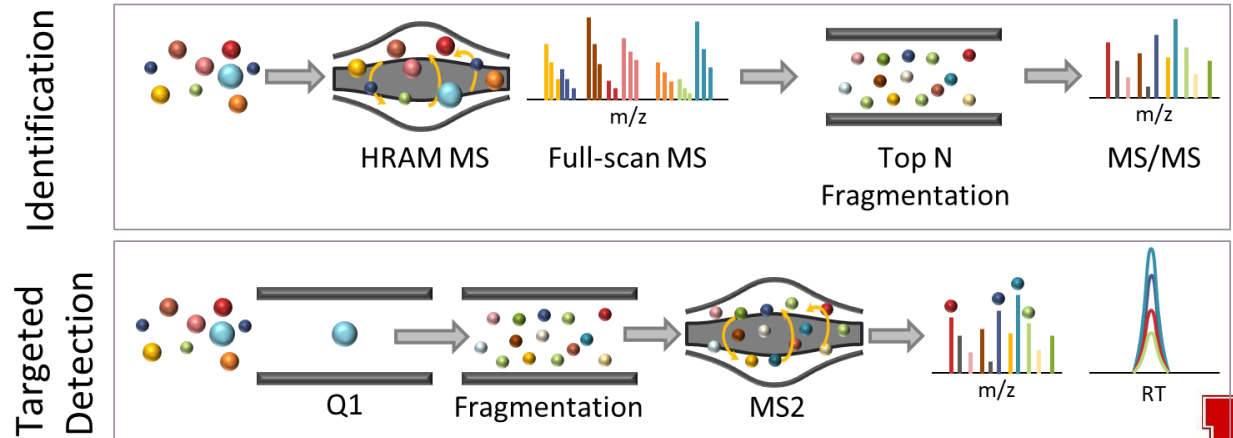 Identification
m/z
m/z
HRAM MS
Full-scan MS
Top N
Fragmentation
MS/MS
Targeted
Detection
Q1
Fragmentation
MS2
m/z
RT